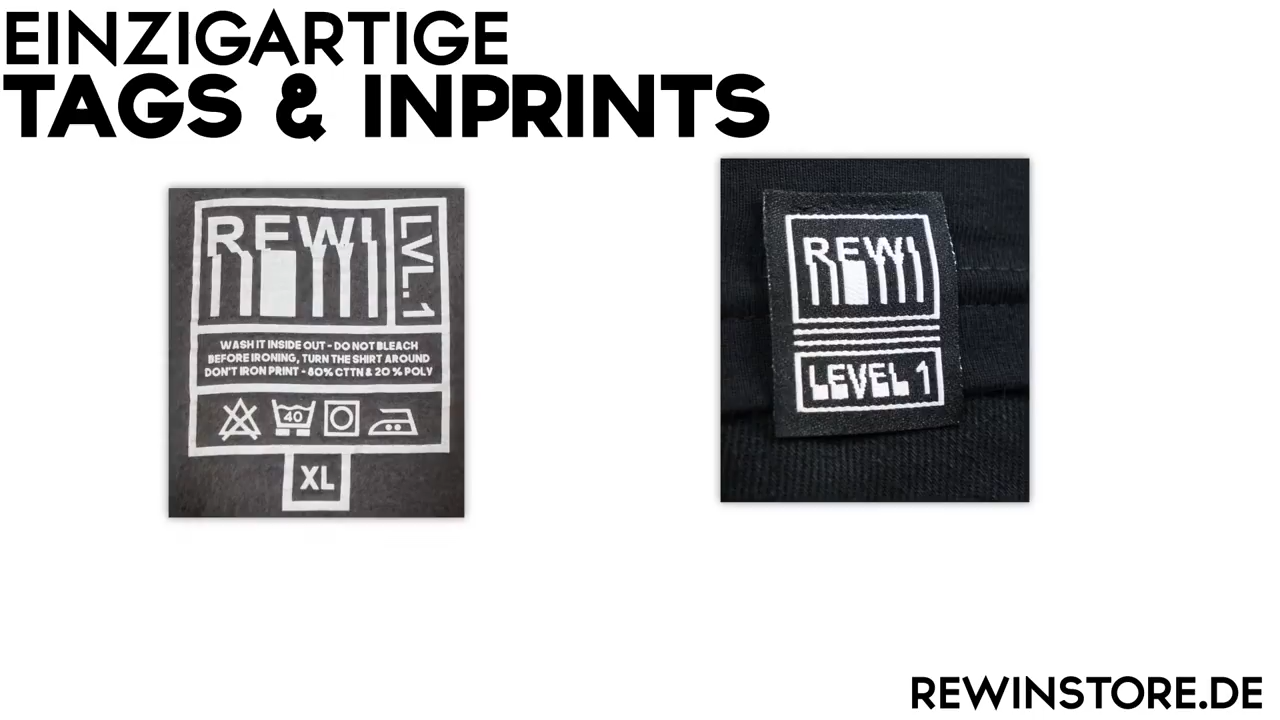 EINZIGARTIGE
TAGS & INPRINTS
REWI
LVL.1
WASH IT INSIDE OUT - DO NOT BLEACH
BEFORE IRONING, TURN THE SHIRT AROUND
DON'T IRON PRINT - 80% CTTN & 20 % POLY
40
XL
REWI
LEVEL 1
REWINSTORE.DE